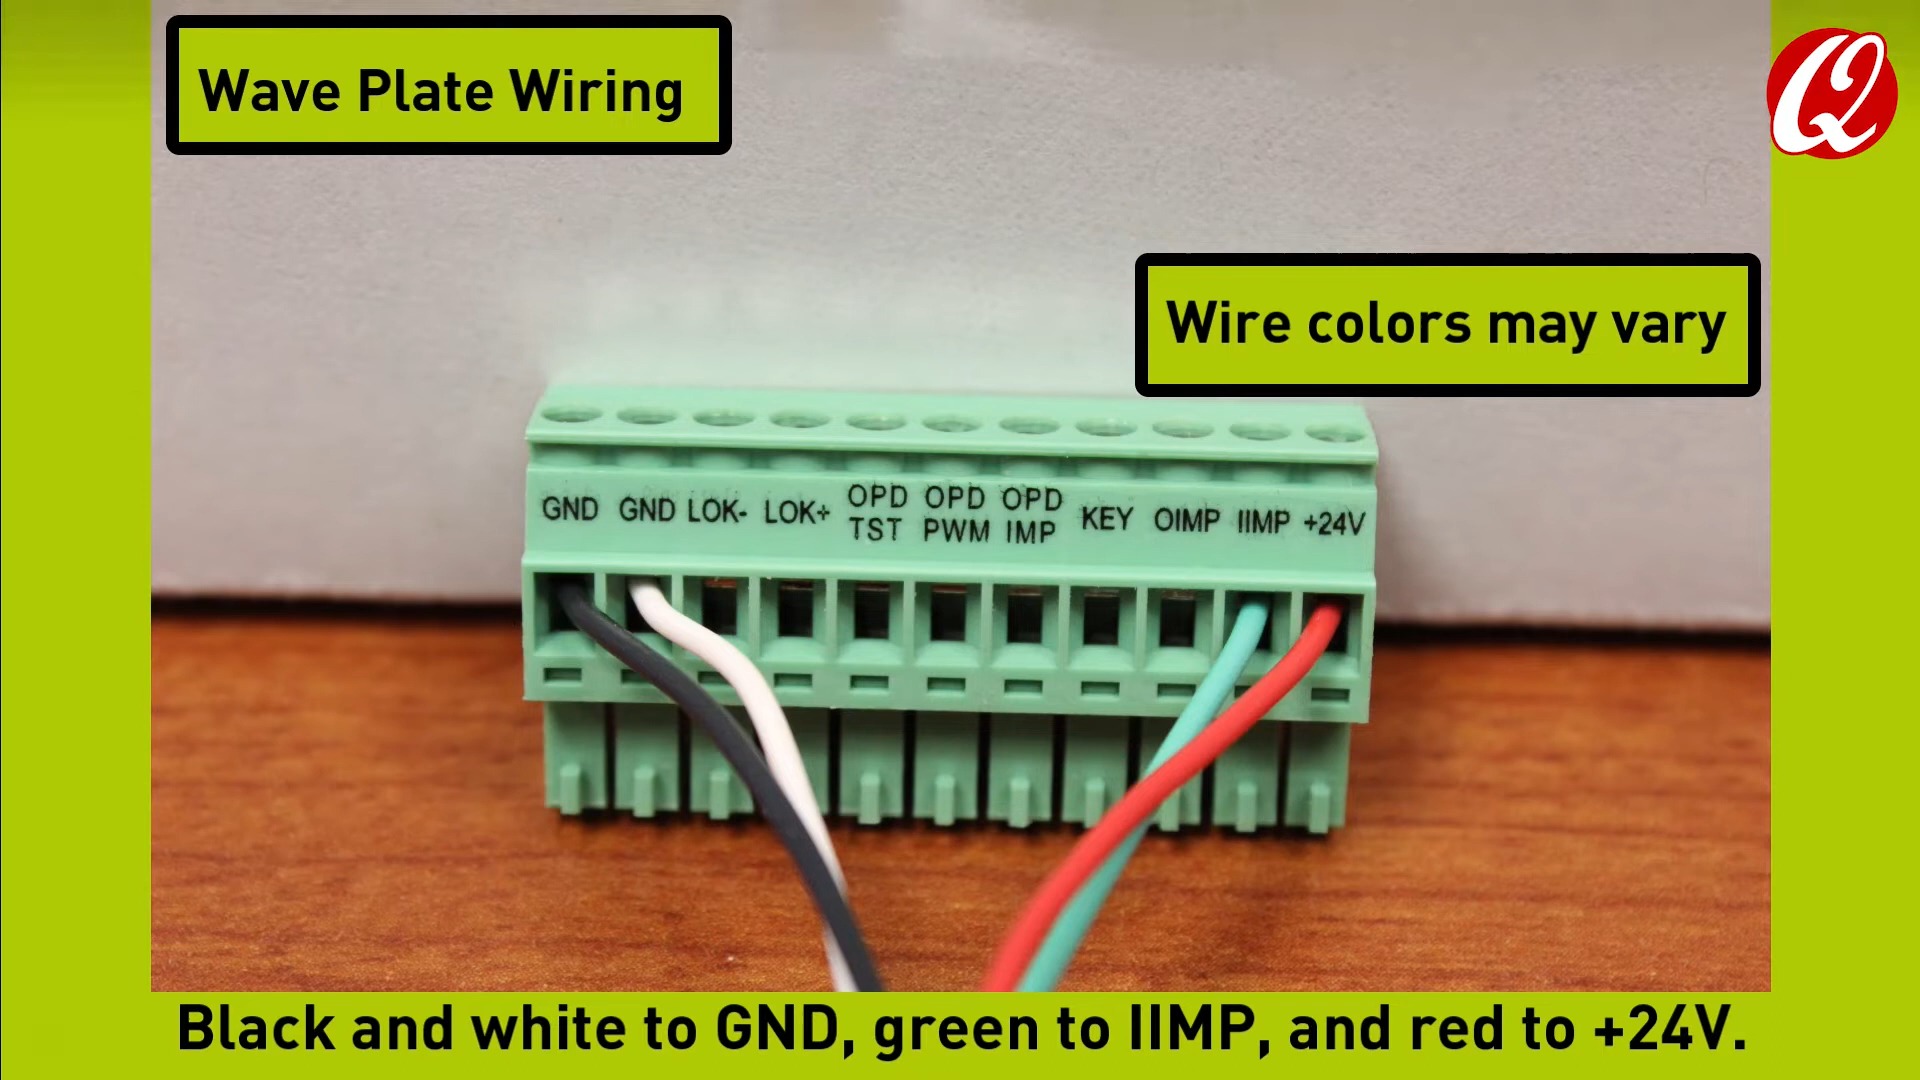 Wave Plate Wiring
Q
Wire colors may vary
GND GND LOK- LOK+ OPD TST OPD PWM OPD IMP KEY OIMP IIMP +24V
Black and white to GND, green to IIMP, and red to +24V.